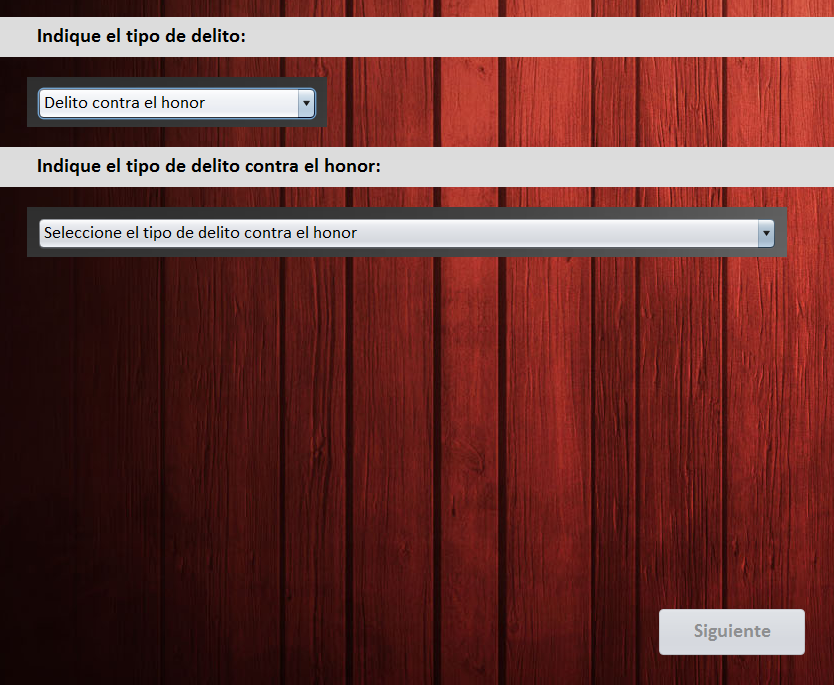 Indique el tipo de delito:
Delito contra el honor
Indique el tipo de delito contra el honor:
Seleccione el tipo de delito contra el honor
Siguiente